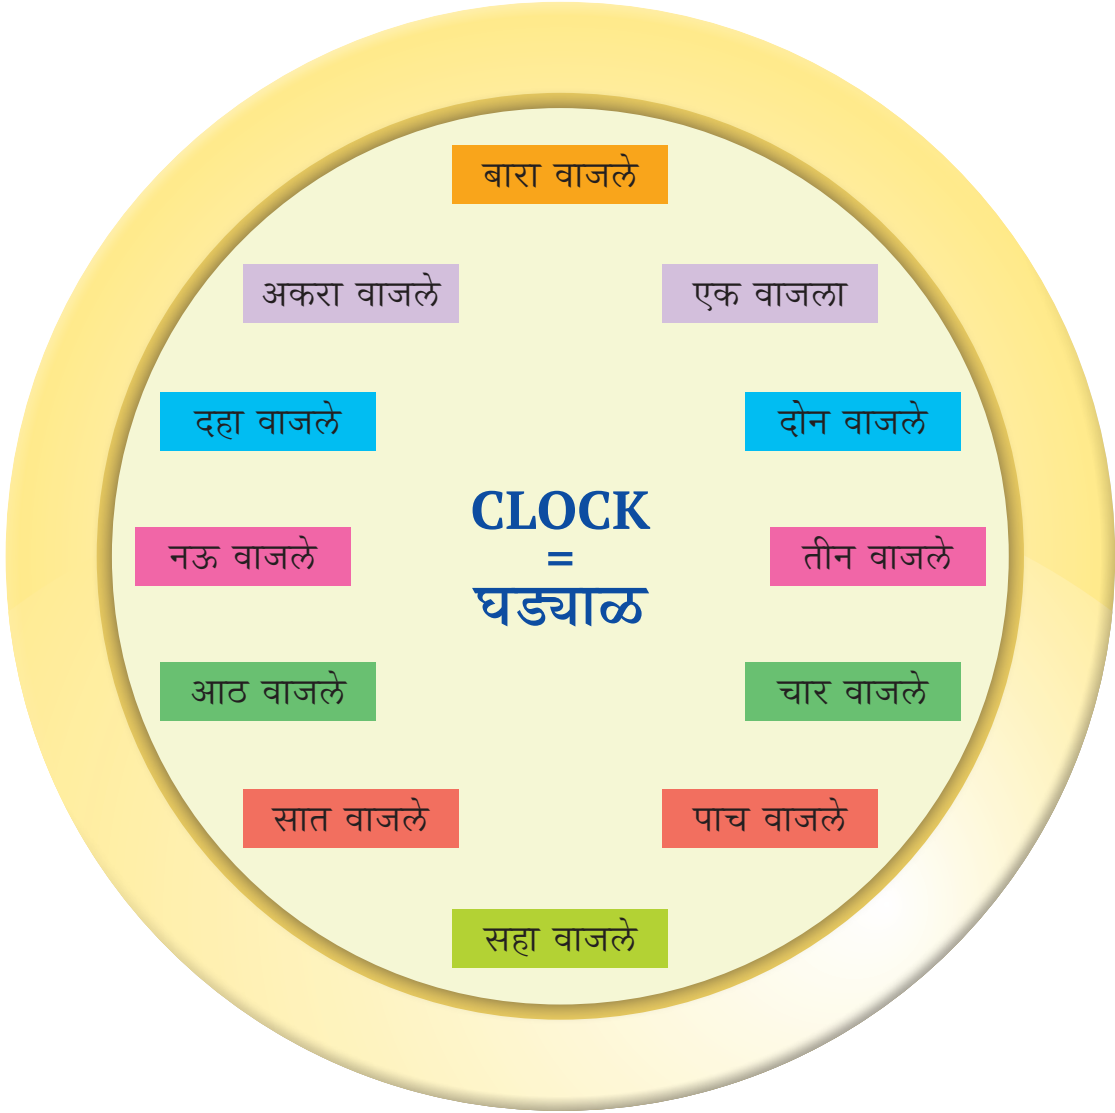 बारा वाजले
अकरा वाजले
एक वाजला
दहा वाजले
दोन वाजले
CLOCK
=
घड्याळ
नऊ वाजले
तीन वाजले
आठ वाजले
चार वाजले
सात वाजले
पाच वाजले
सहा वाजले